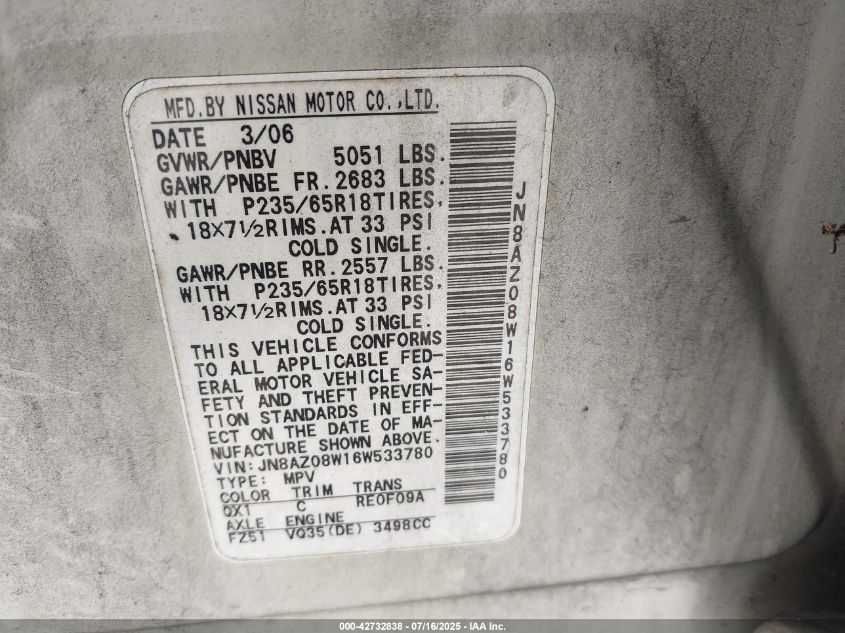 MFD.BY NISSAN MOTOR CO.,LTD.
DATE 3/06
GVWR/PNBV 5051 LBS.
GAWR/PNBE FR.2683 LBS.
WITH P235/65R18TIRES,
18X7½RIMS.AT 33 PSI
COLD SINGLE.
GAWR/PNBE RR.2557 LBS.
WITH P235/65R18TIRES,
18X7½RIMS.AT 33 PSI
COLD SINGLE.
THIS VEHICLE CONFORMS
TO ALL APPLICABLE FED-
ERAL MOTOR VEHICLE SA-
FETY AND THEFT PREVEN-
TION STANDARDS IN EFF-
ECT ON THE DATE OF MA-
NUFACTURE SHOWN ABOVE.
VIN:JN8AZ08W16W533780
TYPE: MPV
COLOR TRIM TRANS
QX1 C RE0F09A
AXLE ENGINE
FZ51 VQ35(DE) 3498CC
JN8AZ08W16W533780
000-42732838 - 07/16/2025 - IAA Inc.